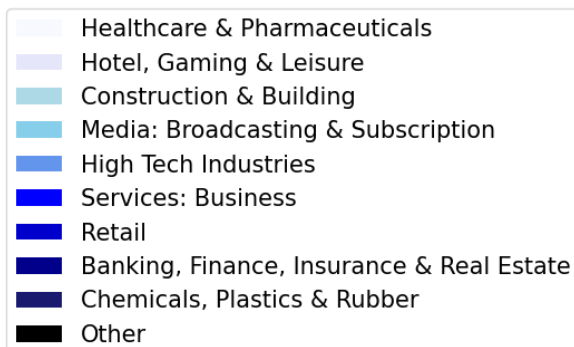 Healthcare & Pharmaceuticals
Hotel, Gaming & Leisure
Construction & Building
Media: Broadcasting & Subscription
High Tech Industries
Services: Business
Retail
Banking, Finance, Insurance & Real Estate
Chemicals, Plastics & Rubber
Other